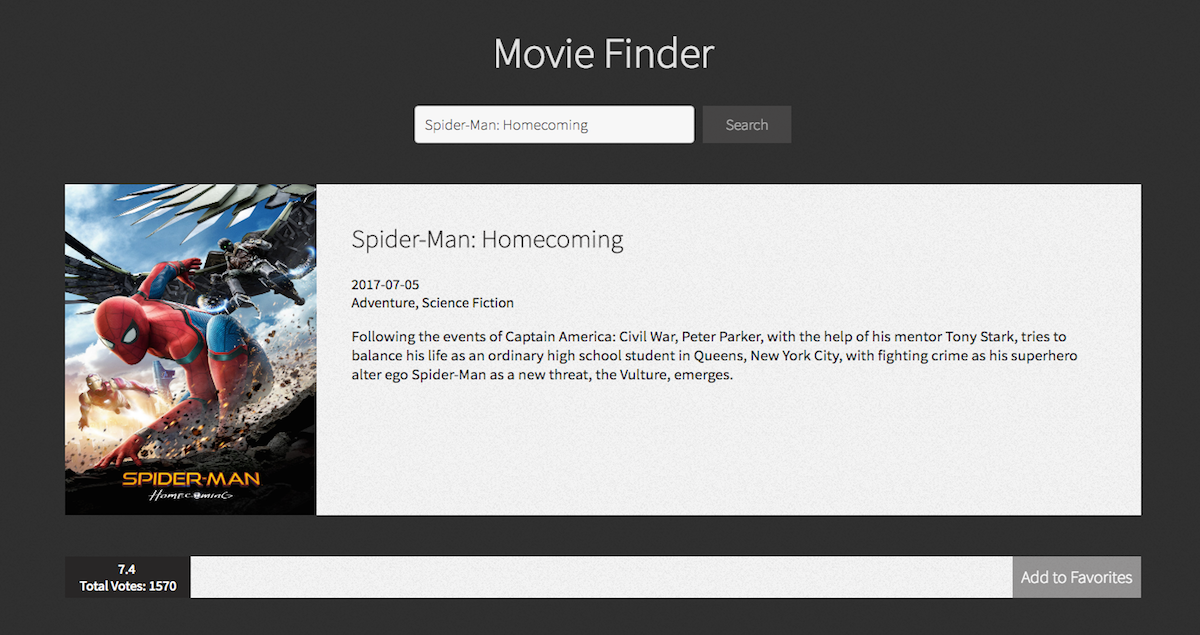 Movie Finder
Spider-Man: Homecoming
Search
Spider-Man: Homecoming
2017-07-05
Adventure, Science Fiction
Following the events of Captain America: Civil War, Peter Parker, with the help of his mentor Tony Stark, tries to
balance his life as an ordinary high school student in Queens, New York City, with fighting crime as his superhero
alter ego Spider-Man as a new threat, the Vulture, emerges.
SPIDER-MAN
HOMECOMING
7.4
Total Votes: 1570
Add to Favorites